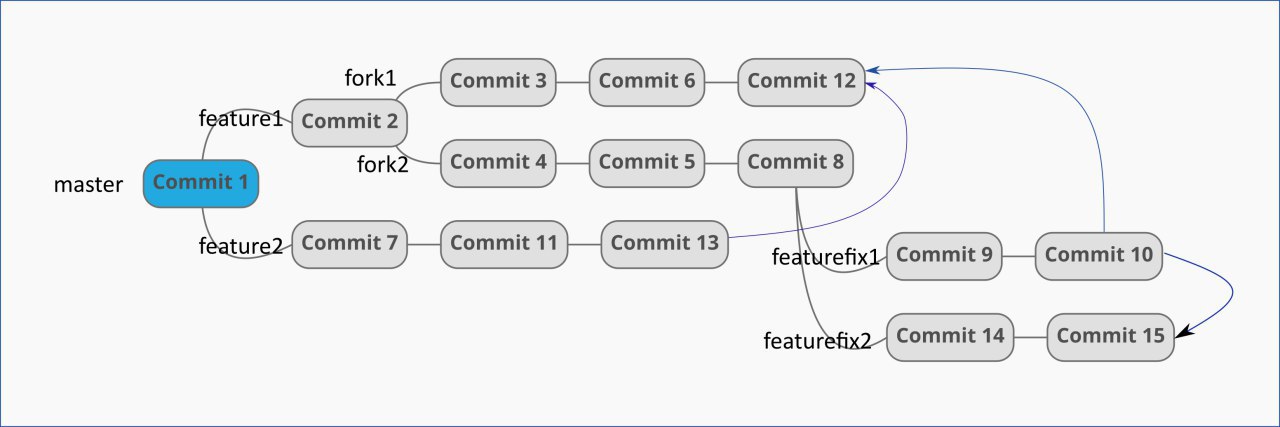 fork1
Commit 3
Commit 6
Commit 12
feature1
Commit 2
fork2
Commit 4
Commit 5
Commit 8
master
Commit 1
feature2
Commit 7
Commit 11
Commit 13
featurefix1
Commit 9
Commit 10
featurefix2
Commit 14
Commit 15